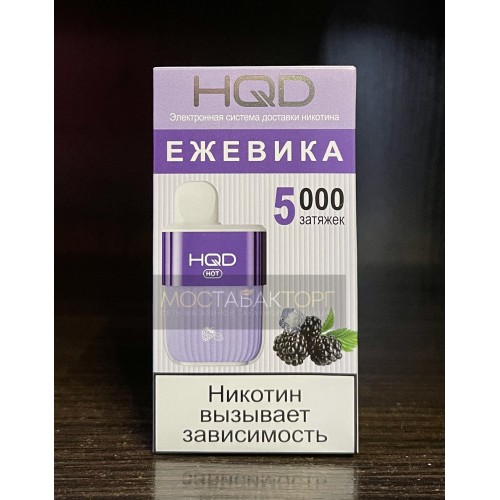 HQD
Электронная система доставки никотина
ЕЖЕВИКА
5000
затяжек
HQD
HOT
МОСТАБАКТОРГ
Никотин
вызывает
зависимость